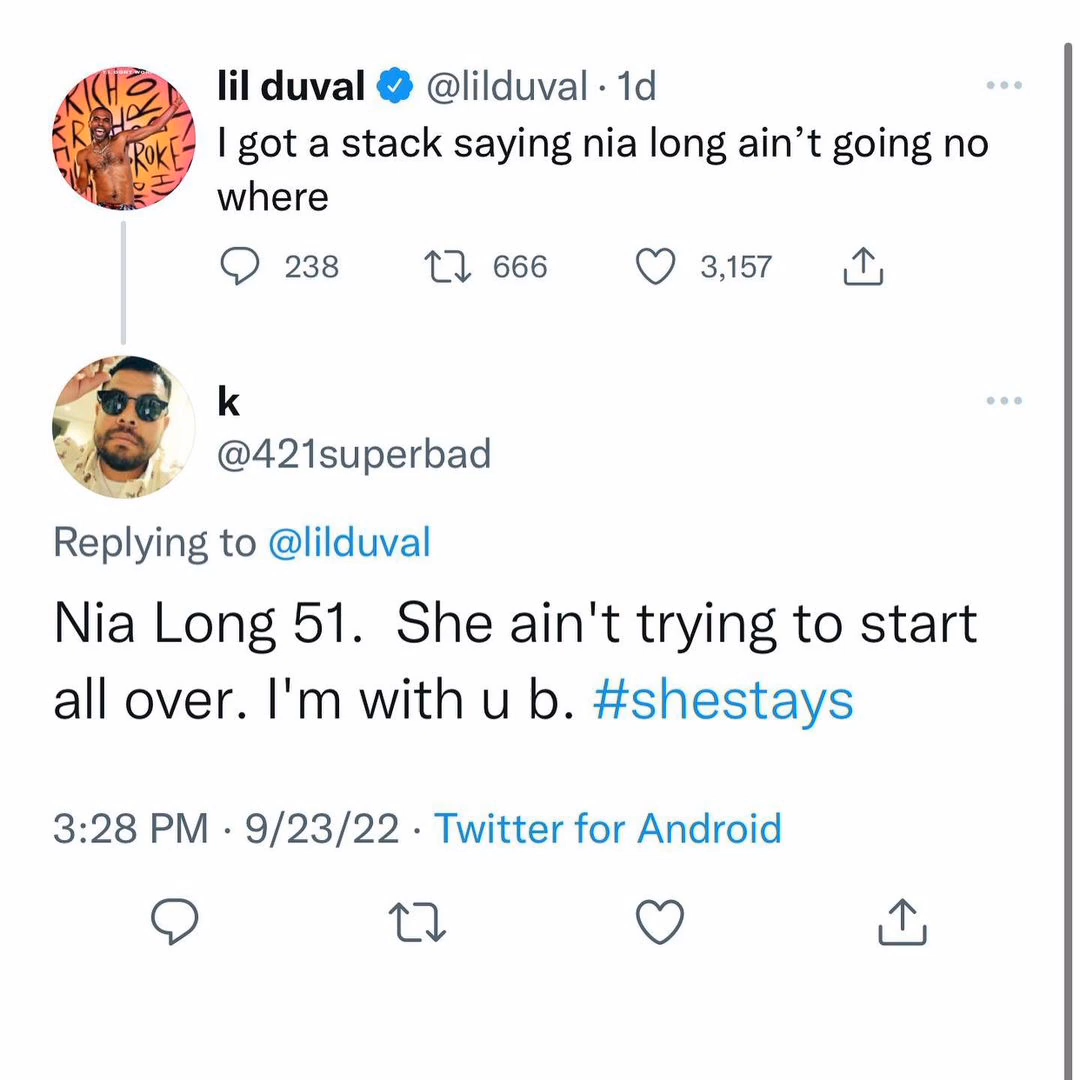 lil duval @lilduval · 1d
I got a stack saying nia long ain’t going no
where
238 666 3,157
k
@421superbad
Replying to @lilduval
Nia Long 51.  She ain't trying to start
all over. I'm with u b. #shestays
3:28 PM · 9/23/22 · Twitter for Android